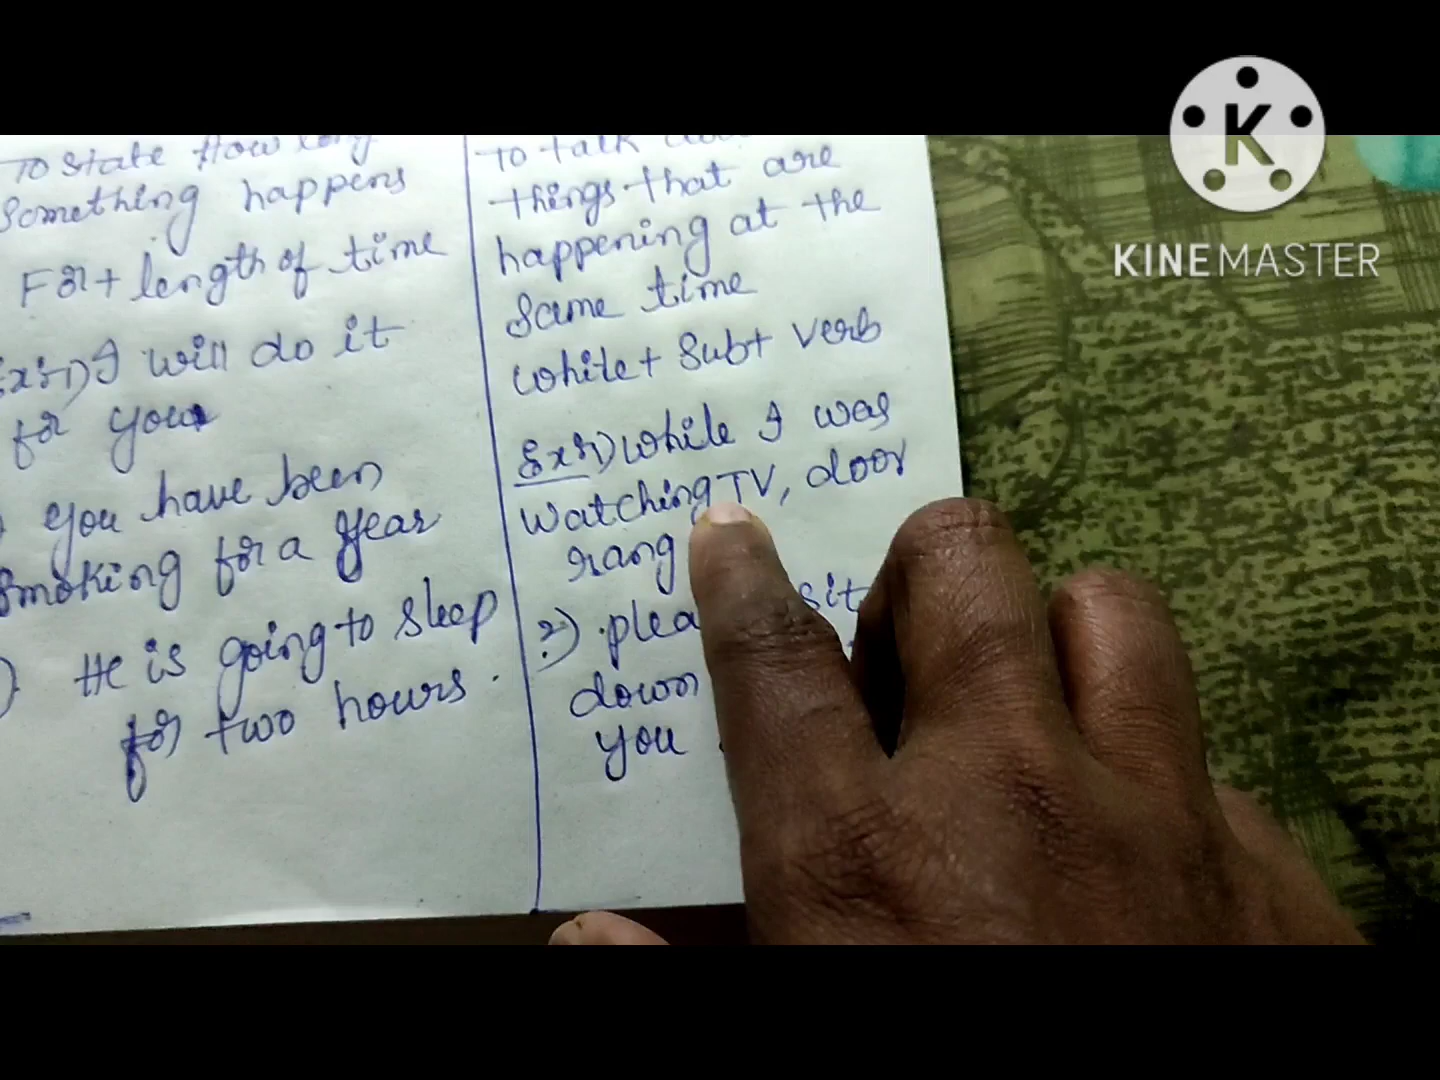 To state How long
something happens
For + length of time
Ex:1) I will do it
for you
you have been
smoking for a year
He is going to sleep
for two hours.
To talk
things that are
happening at the
same time
while + Sub + verb
Ex:1) while I was
watching TV, door
rang
2) sit
down
you
K
KINEMASTER